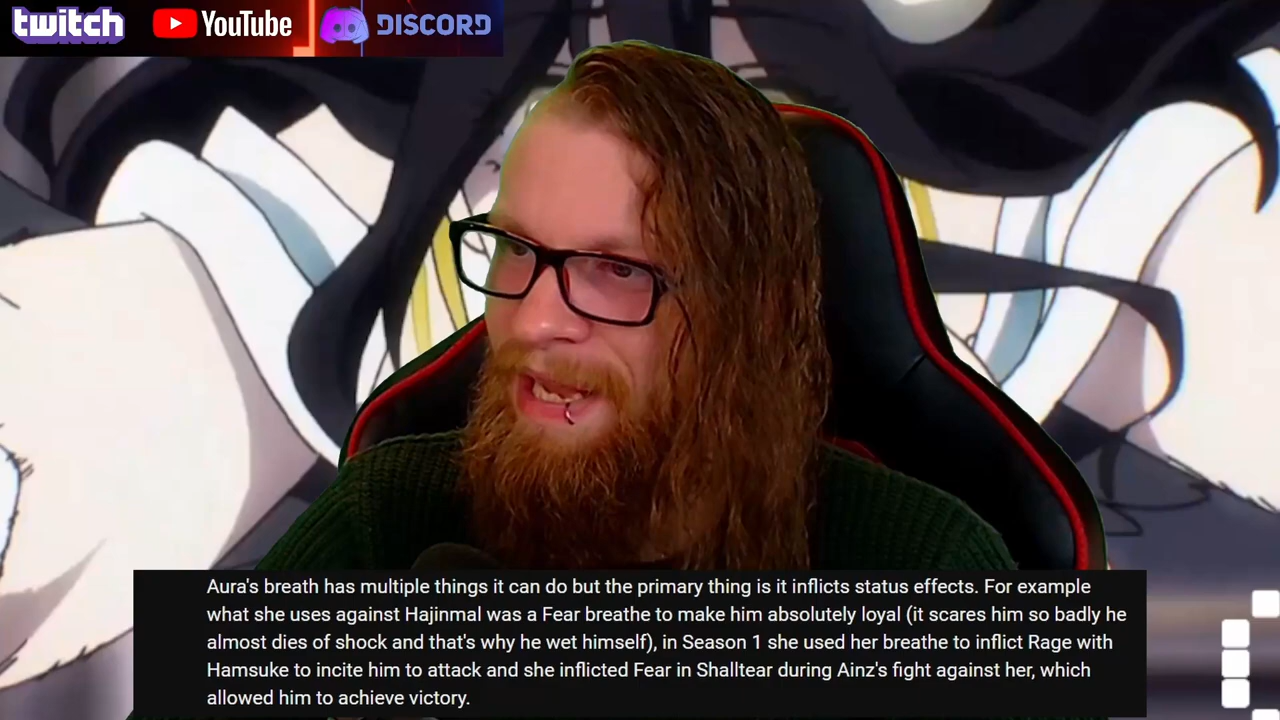 twitch YouTube DISCORD
Aura's breath has multiple things it can do but the primary thing is it inflicts status effects. For example
what she uses against Hajinmal was a Fear breathe to make him absolutely loyal (it scares him so badly he
almost dies of shock and that's why he wet himself), in Season 1 she used her breathe to inflict Rage with
Hamsuke to incite him to attack and she inflicted Fear in Shalltear during Ainz's fight against her, which
allowed him to achieve victory.